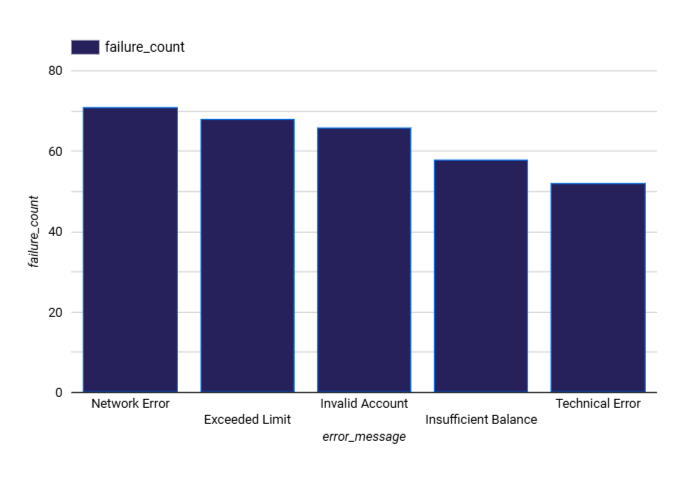 failure_count
80
60
40
20
0
failure_count
Network Error
Exceeded Limit
Invalid Account
Insufficient Balance
Technical Error
error_message